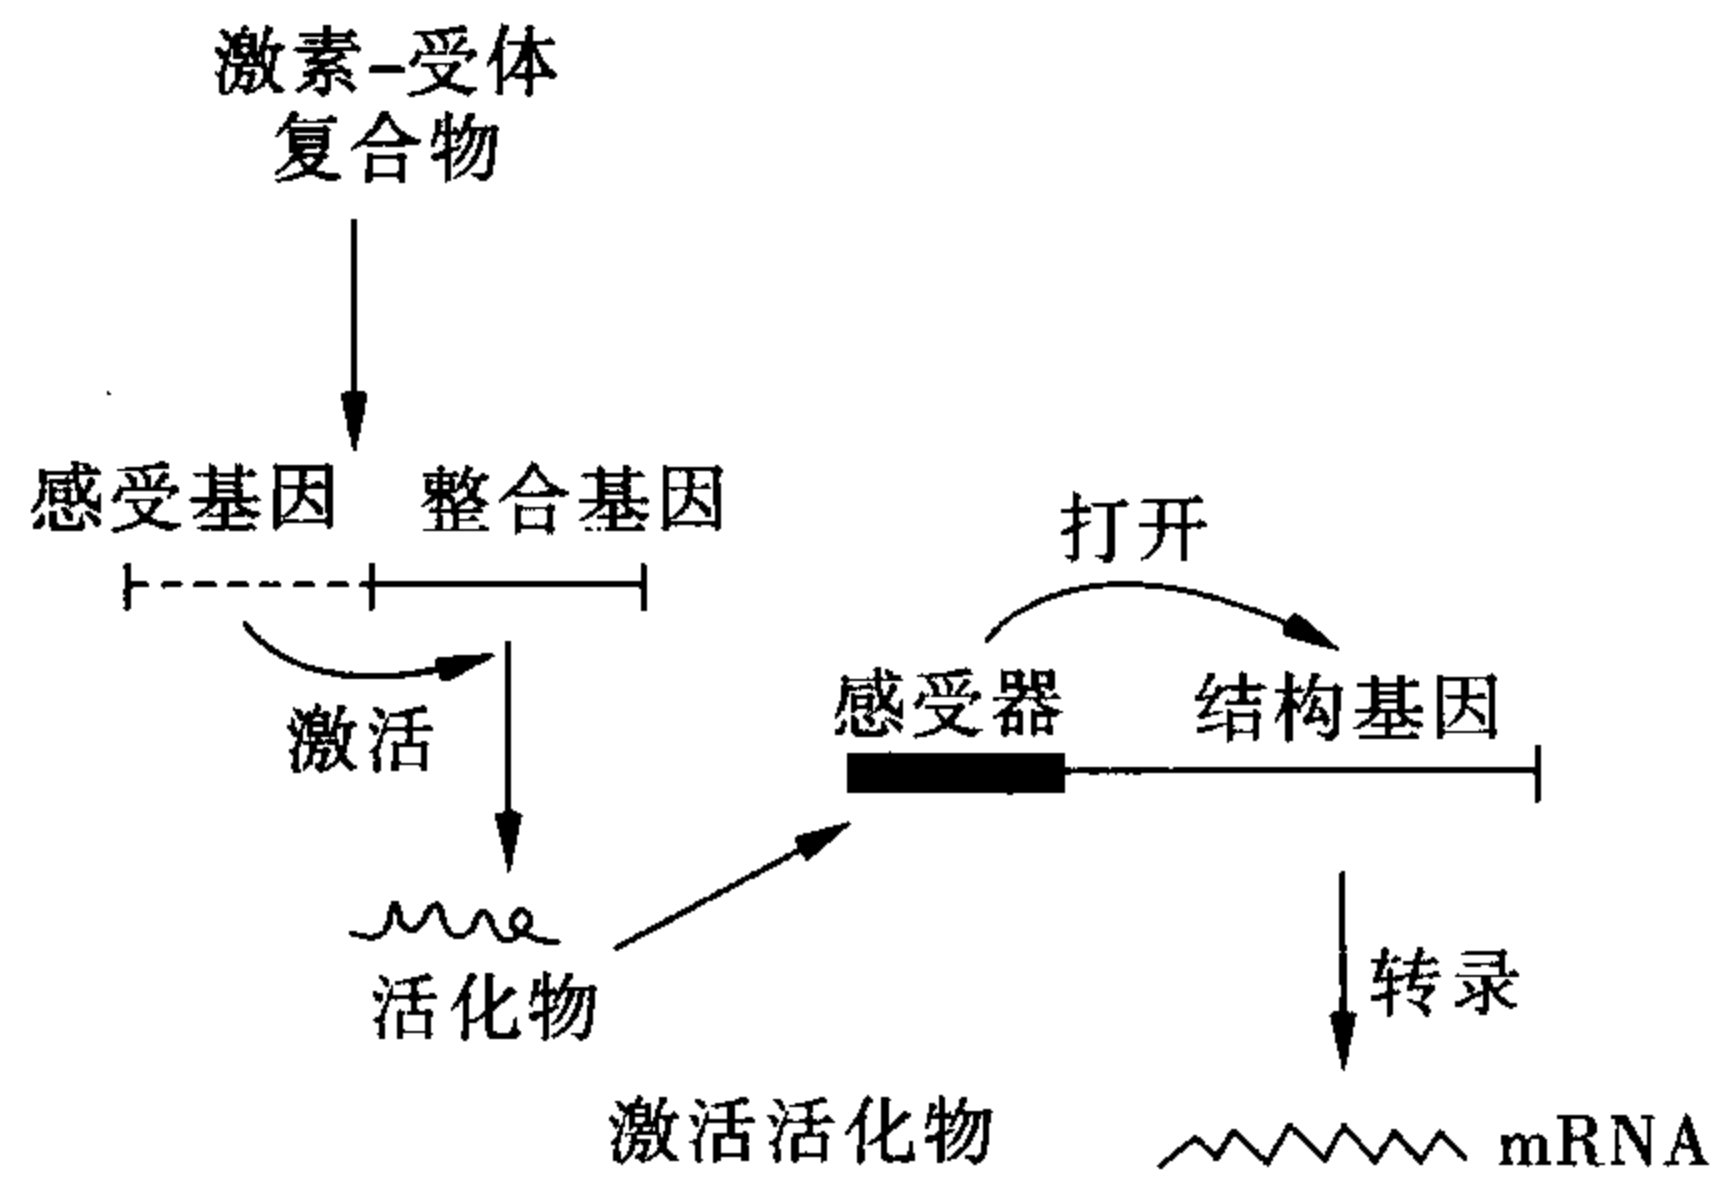 激素-受体
复合物
感受基因
整合基因
打开
激活
感受器
结构基因
活化物
转录
激活活化物
mRNA